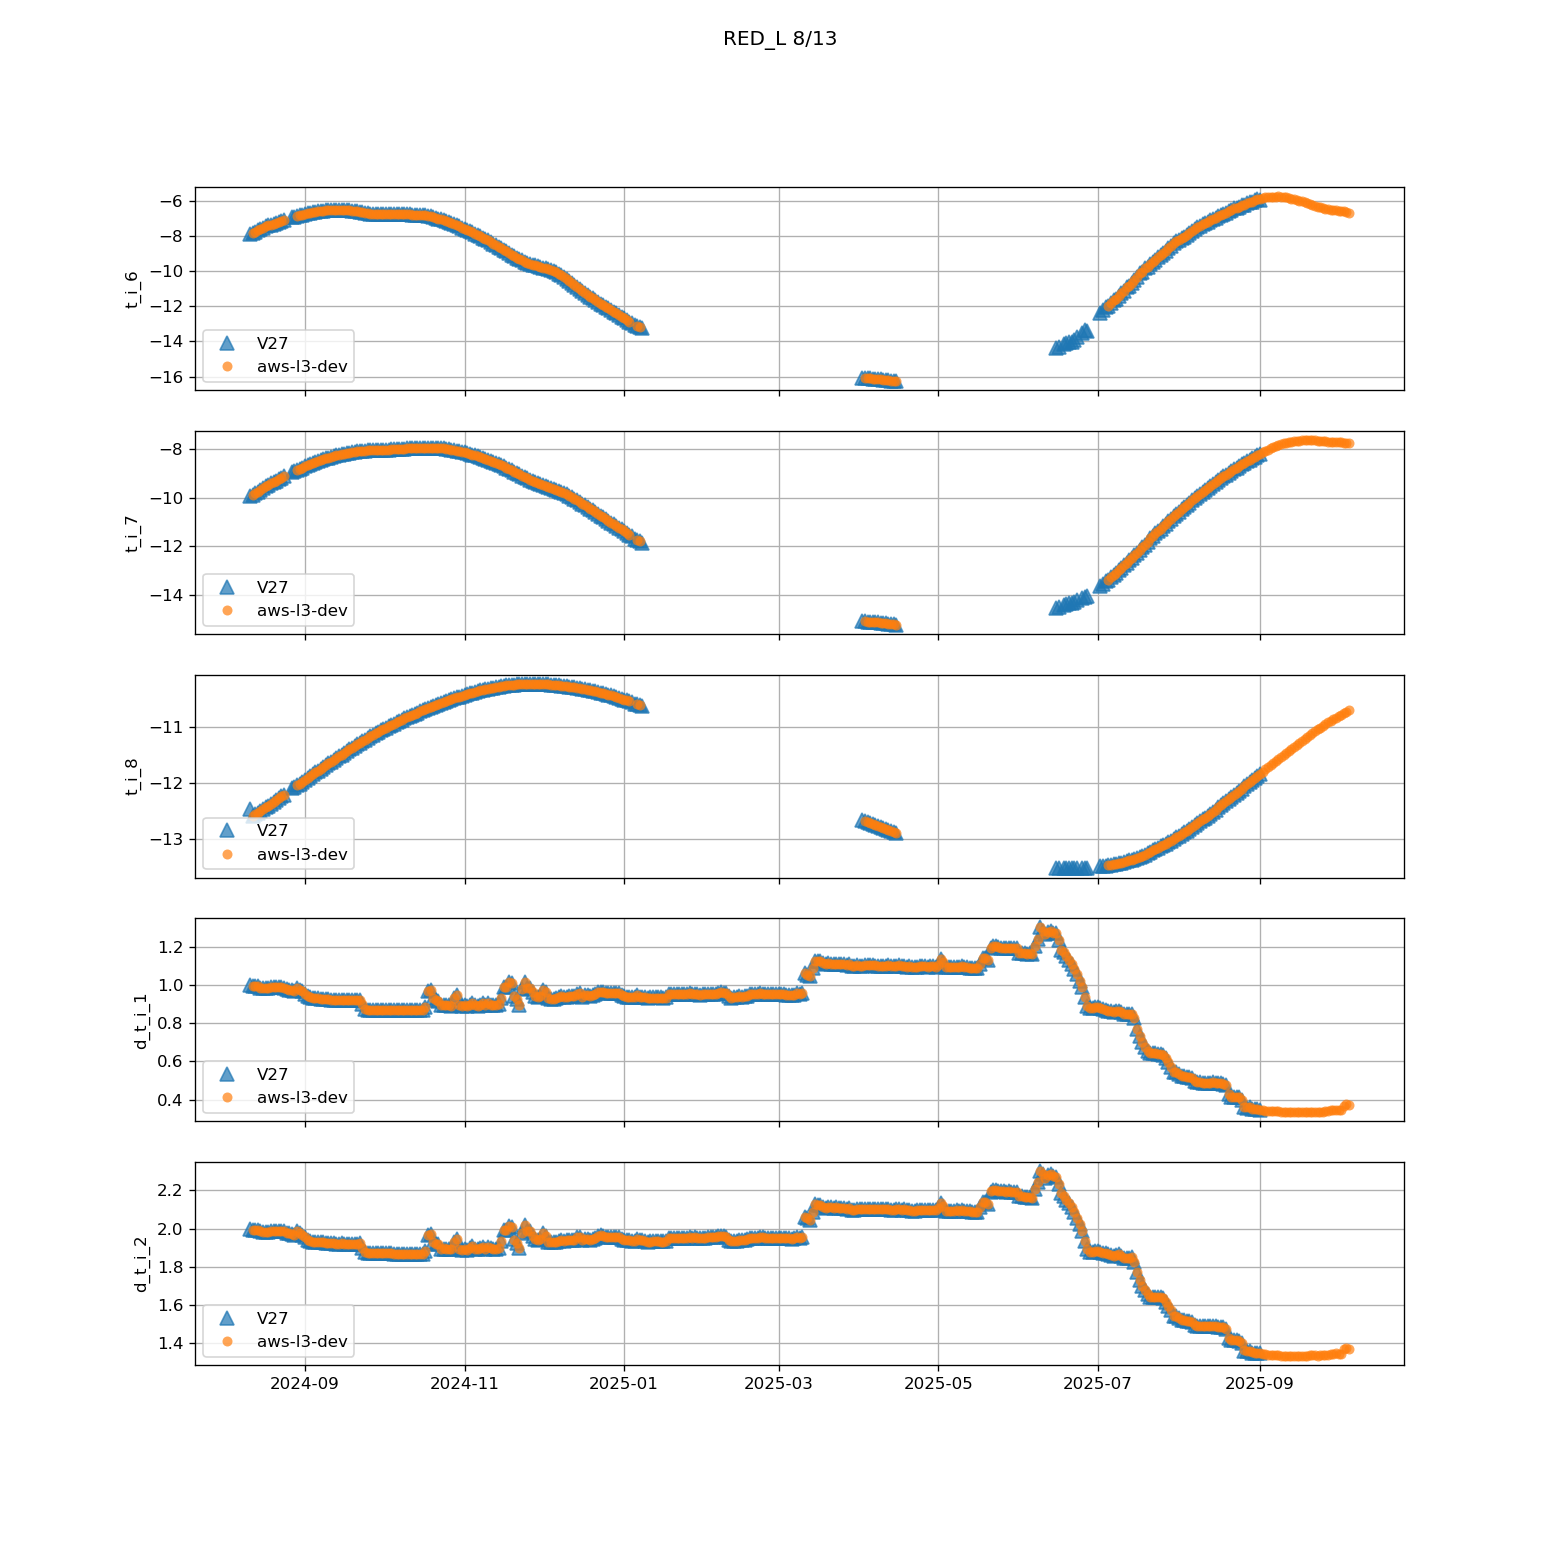 RED_L 8/13
−6
−8
−10
−12
−14
−16
t_i_6
V27
aws-l3-dev
−8
−10
−12
−14
t_i_7
V27
aws-l3-dev
−11
−12
−13
t_i_8
V27
aws-l3-dev
1.2
1.0
0.8
0.6
0.4
d_t_i_1
V27
aws-l3-dev
2.2
2.0
1.8
1.6
1.4
d_t_i_2
V27
aws-l3-dev
2024-09 2024-11 2025-01 2025-03 2025-05 2025-07 2025-09